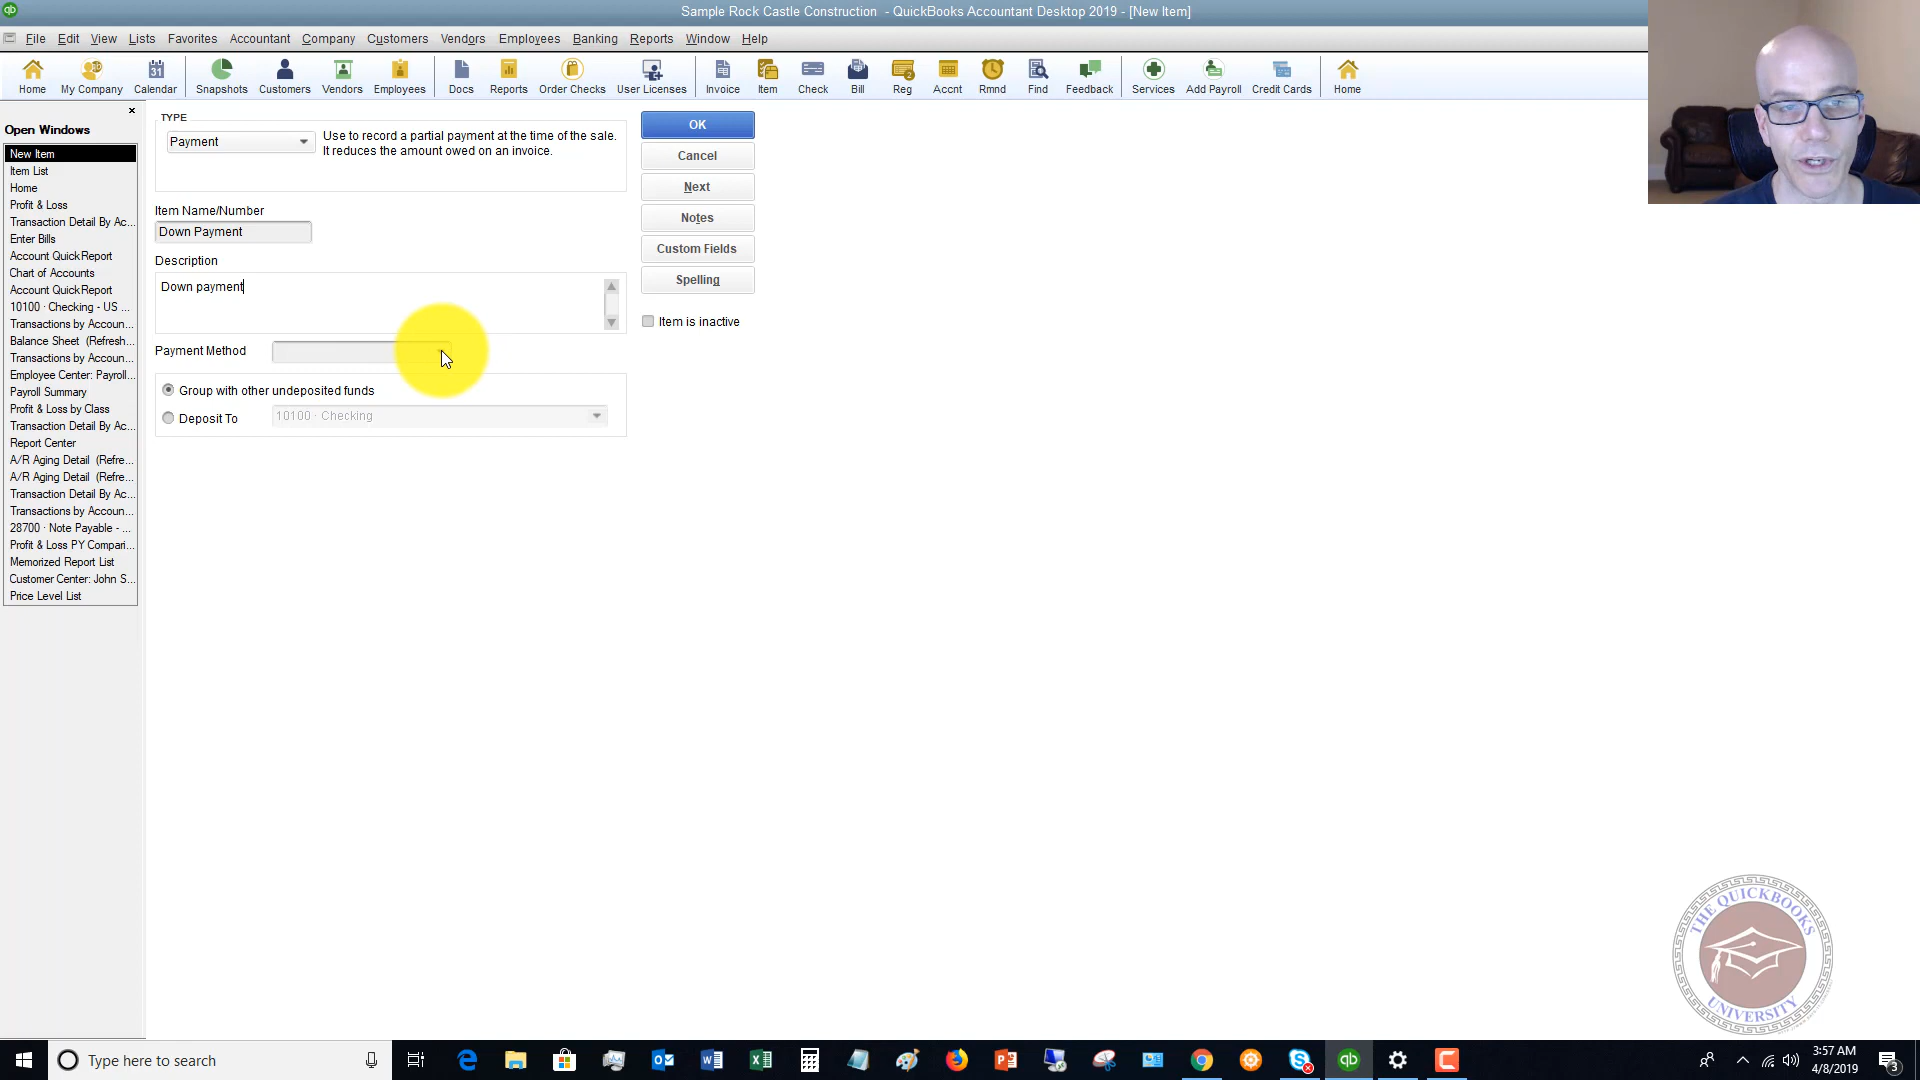 Sample Rock Castle Construction - QuickBooks Accountant Desktop 2019 - [New Item]
File Edit View Lists Favorites Accountant Company Customers Vendors Employees Banking Reports Window Help
Home My Company Calendar Snapshots Customers Vendors Employees Docs Reports Order Checks User Licenses Invoice Item Check Bill Reg Accnt Rmnd Find Feedback Services Add Payroll Credit Cards Home
Open Windows
New Item
Item List
Home
Profit & Loss
Transaction Detail By Ac...
Enter Bills
Account QuickReport
Chart of Accounts
Account QuickReport
10100 · Checking - US ...
Transactions by Accoun...
Balance Sheet (Refresh...
Transactions by Accoun...
Employee Center: Payroll...
Payroll Summary
Profit & Loss by Class
Transaction Detail By Ac...
Report Center
A/R Aging Detail (Refre...
A/R Aging Detail (Refre...
Transaction Detail By Ac...
Transactions by Accoun...
28700 · Note Payable - ...
Profit & Loss PY Compari...
Memorized Report List
Customer Center: John S...
Price Level List
TYPE
Payment
Use to record a partial payment at the time of the sale.
It reduces the amount owed on an invoice.
Item Name/Number
Down Payment
Description
Down payment
Payment Method
Group with other undeposited funds
Deposit To
10100 · Checking
OK
Cancel
Next
Notes
Custom Fields
Spelling
Item is inactive
THE QUICKBOOKS
UNIVERSITY
Type here to search
3:57 AM
4/8/2019
3